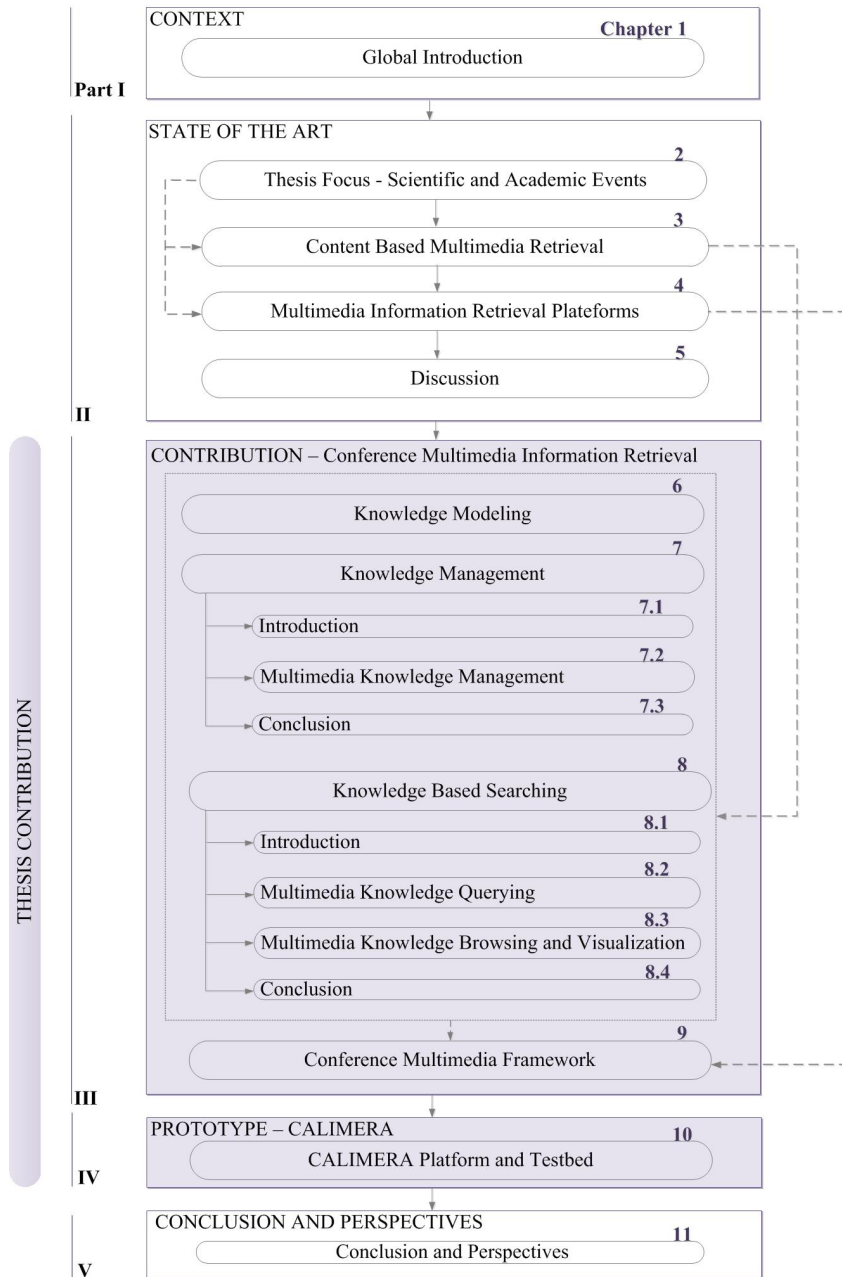 CONTEXT
Chapter 1
Global Introduction
Part I
STATE OF THE ART
2
Thesis Focus - Scientific and Academic Events
3
Content Based Multimedia Retrieval
4
Multimedia Information Retrieval Plateforms
5
Discussion
II
THESIS CONTRIBUTION
CONTRIBUTION – Conference Multimedia Information Retrieval
6
Knowledge Modeling
7
Knowledge Management
7.1
Introduction
7.2
Multimedia Knowledge Management
7.3
Conclusion
8
Knowledge Based Searching
8.1
Introduction
8.2
Multimedia Knowledge Querying
8.3
Multimedia Knowledge Browsing and Visualization
8.4
Conclusion
9
Conference Multimedia Framework
III
PROTOTYPE – CALIMERA
10
CALIMERA Platform and Testbed
IV
CONCLUSION AND PERSPECTIVES
11
Conclusion and Perspectives
V